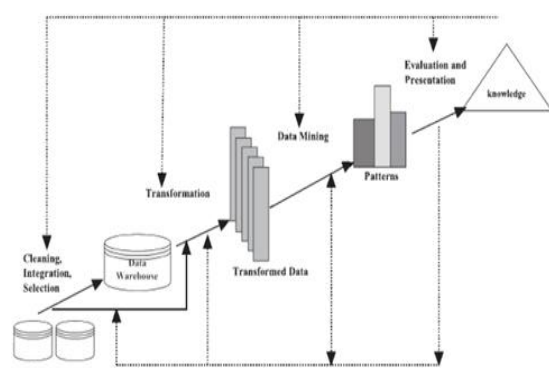 Evaluation and
Presentation
knowledge
Data Mining
Patterns
Transformation
Transformed Data
Cleaning,
Integration,
Selection
Data
Warehouse